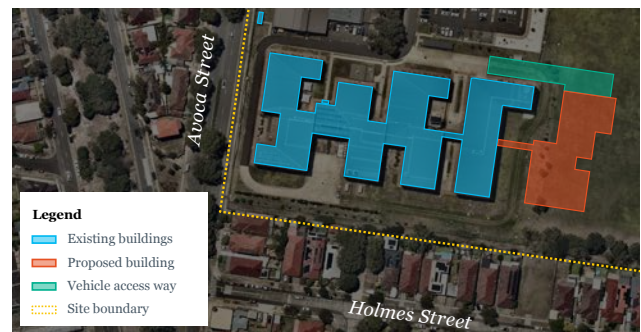 Avoca Street
Legend
Existing buildings
Proposed building
Vehicle access way
Site boundary
Holmes Street